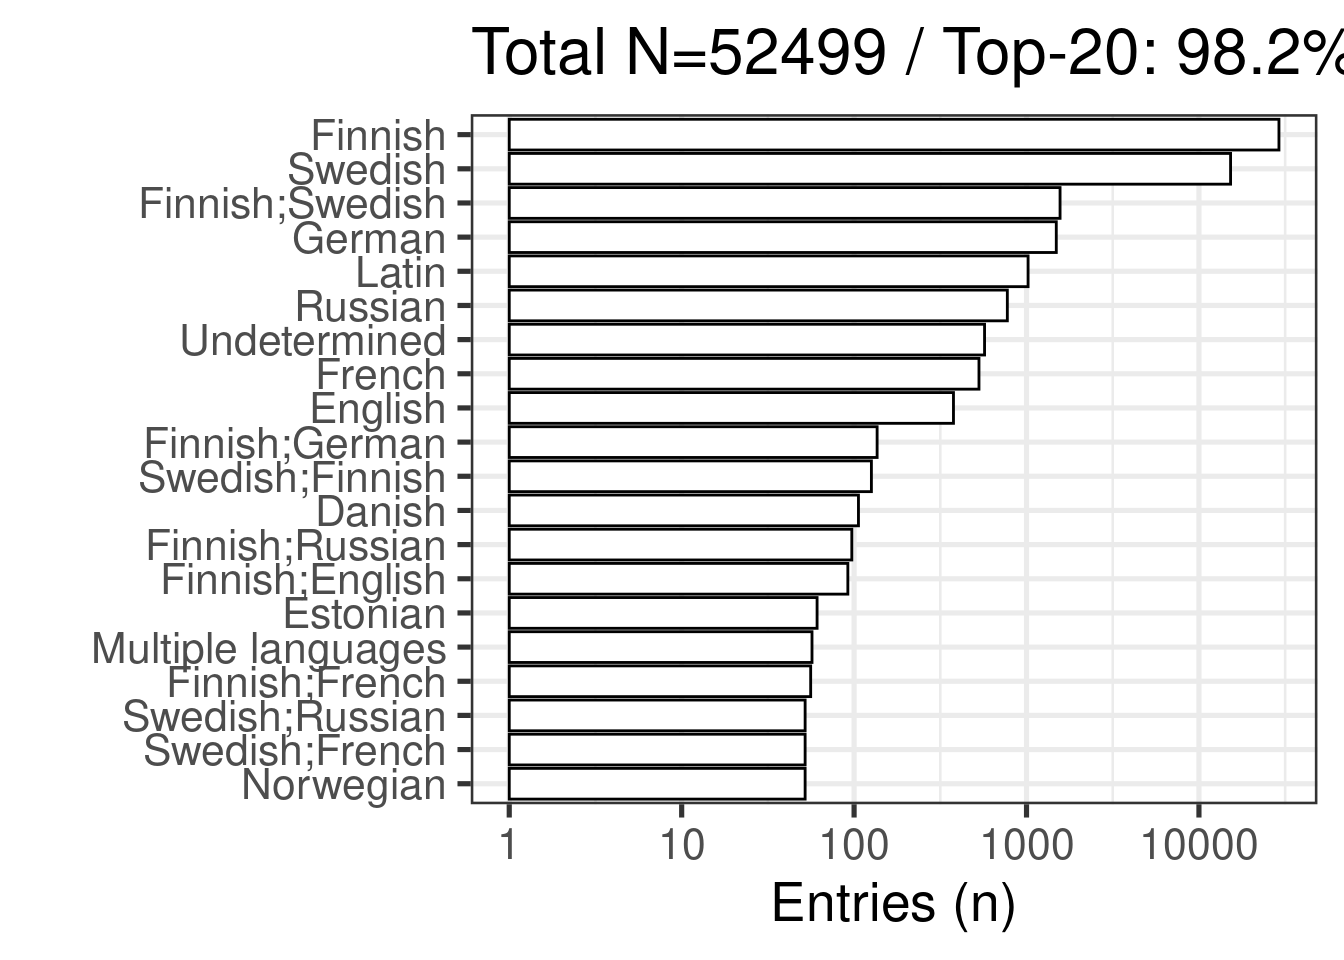 Total N=52499 / Top-20: 98.2%
Finnish
Swedish
Finnish;Swedish
German
Latin
Russian
Undetermined
French
English
Finnish;German
Swedish;Finnish
Danish
Finnish;Russian
Finnish;English
Estonian
Multiple languages
Finnish;French
Swedish;Russian
Swedish;French
Norwegian
1 10 100 1000 10000
Entries (n)